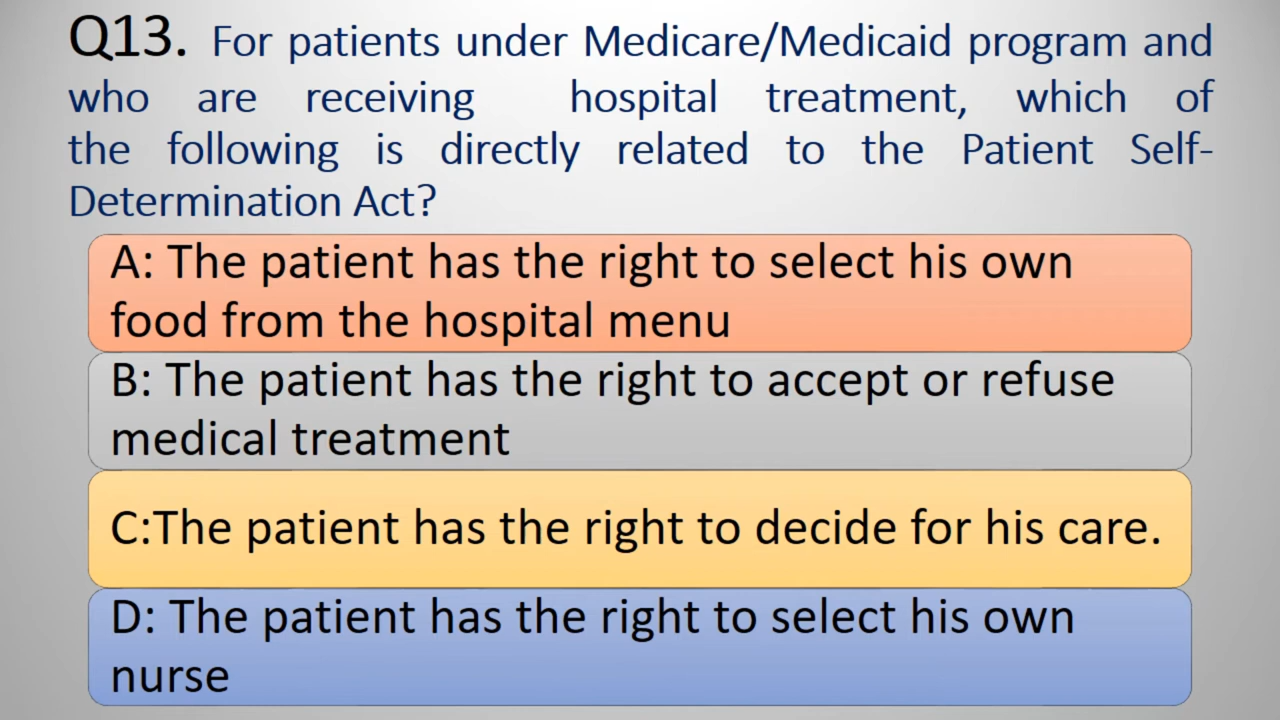 Q13. For patients under Medicare/Medicaid program and
who are receiving hospital treatment, which of
the following is directly related to the Patient Self-
Determination Act?
A: The patient has the right to select his own
food from the hospital menu
B: The patient has the right to accept or refuse
medical treatment
C:The patient has the right to decide for his care.
D: The patient has the right to select his own
nurse